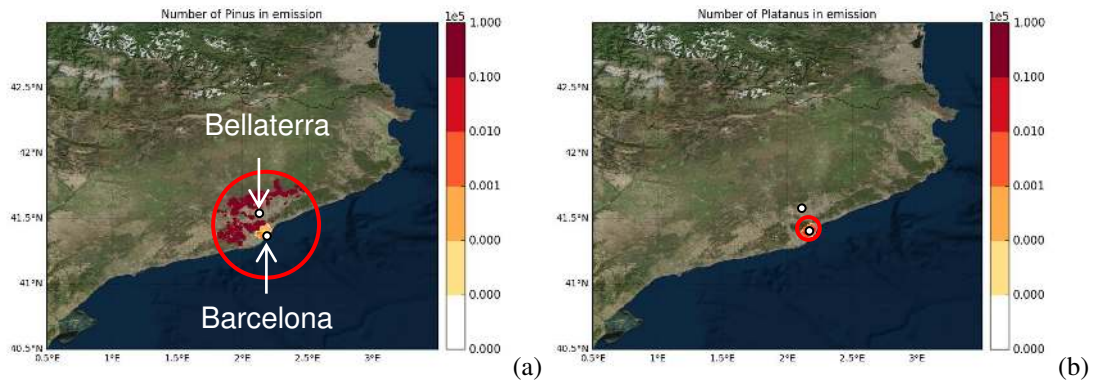 Number of Pinus in emission
1e5
1.000
0.100
0.010
0.001
0.000
0.000
0.000
42.5°N
42°N
41.5°N
41°N
40.5°N
0.5°E
1°E
1.5°E
2°E
2.5°E
3°E
Bellaterra
Barcelona
(a)
Number of Platanus in emission
1e5
1.000
0.100
0.010
0.001
0.000
0.000
0.000
42.5°N
42°N
41.5°N
41°N
40.5°N
0.5°E
1°E
1.5°E
2°E
2.5°E
3°E
(b)